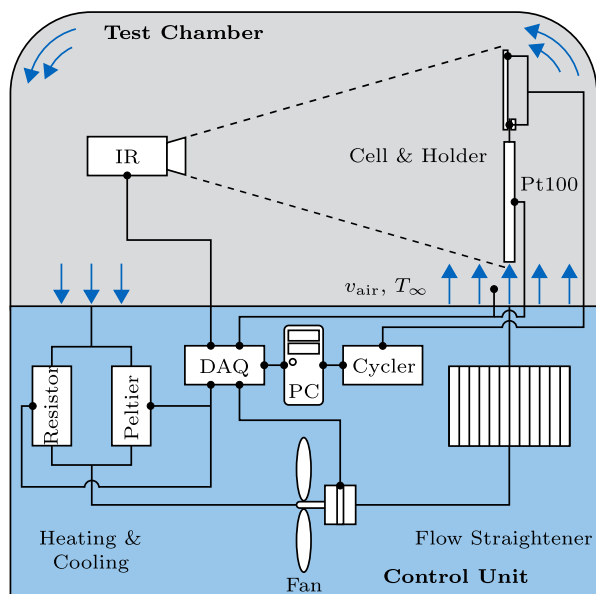 Test Chamber
IR
Cell & Holder
Pt100
v_air, T_∞
DAQ
PC
Cycler
Resistor
Peltier
Heating &
Cooling
Fan
Flow Straightener
Control Unit